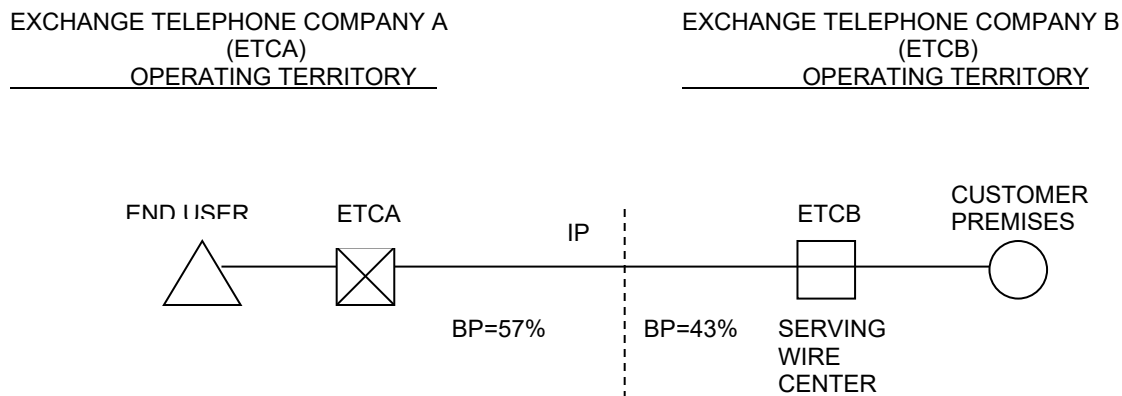 EXCHANGE TELEPHONE COMPANY A
(ETCA)
OPERATING TERRITORY
EXCHANGE TELEPHONE COMPANY B
(ETCB)
OPERATING TERRITORY
END USER
ETCA
IP
ETCB
CUSTOMER
PREMISES
BP=57%
BP=43%
SERVING
WIRE
CENTER